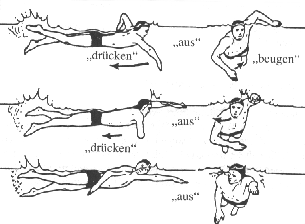 „drücken“ „aus“ „beugen“
„aus“
„drücken“
„aus“